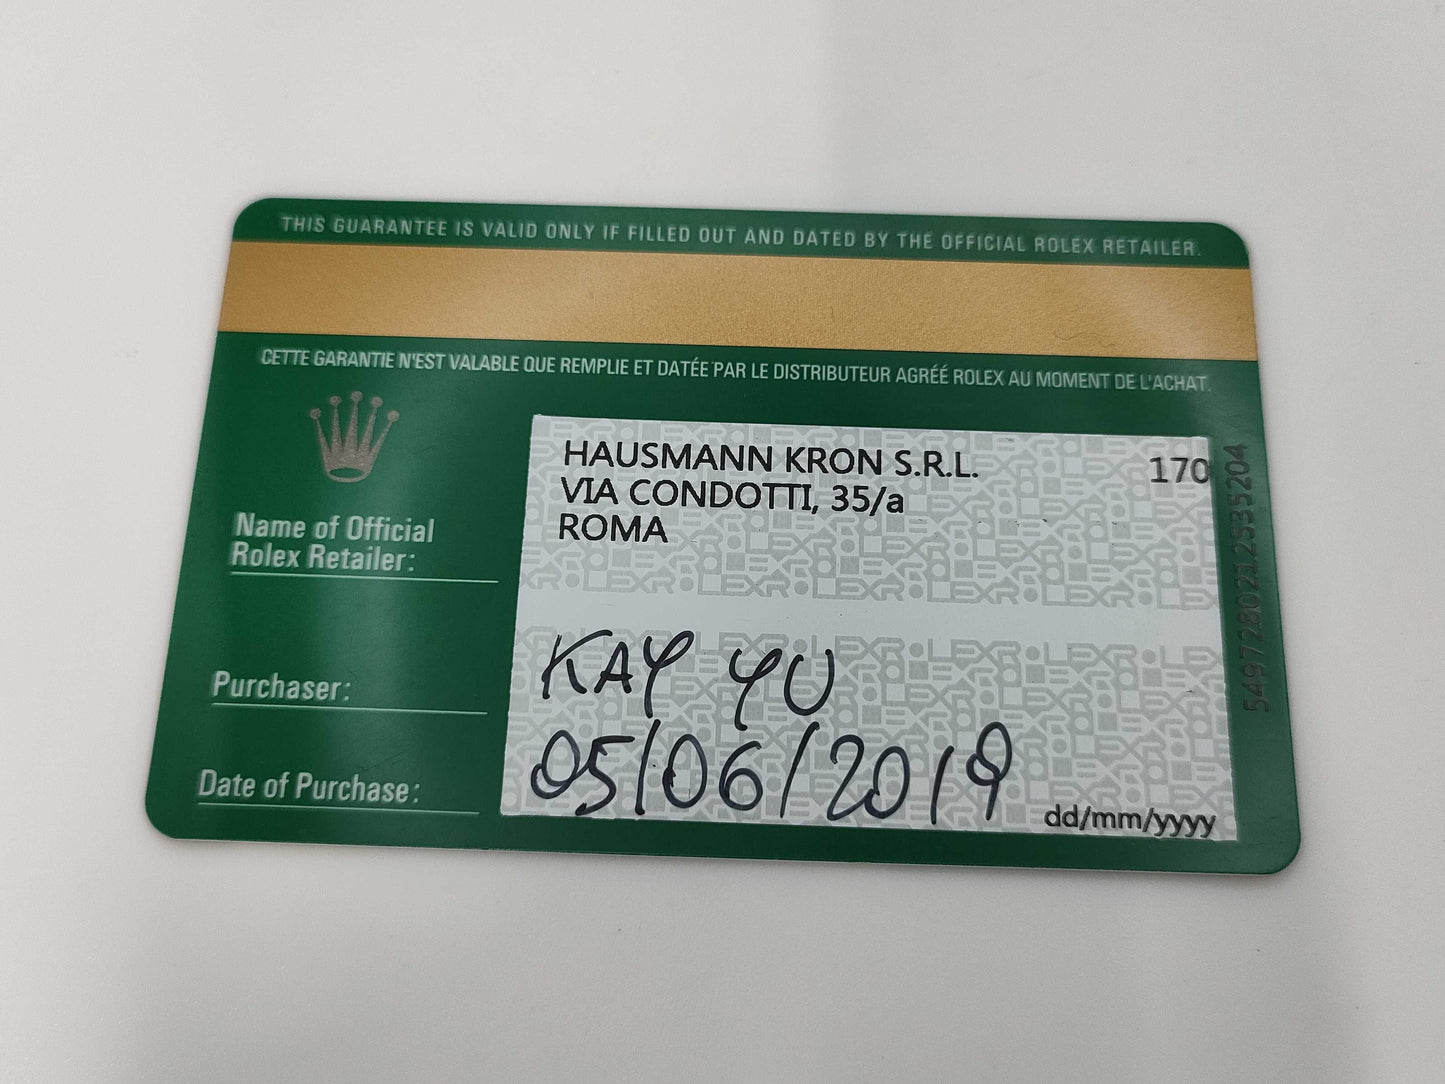 THIS GUARANTEE IS VALID ONLY IF FILLED OUT AND DATED BY THE OFFICIAL ROLEX RETAILER.
CETTE GARANTIE N'EST VALABLE QUE REMPLIE ET DATÉE PAR LE DISTRIBUTEUR AGRÉÉ ROLEX AU MOMENT DE L'ACHAT.
HAUSMANN KRON S.R.L. 170
VIA CONDOTTI, 35/a
ROMA
Name of Official
Rolex Retailer:
Purchaser: KAY YU
Date of Purchase: 05/06/2019
dd/mm/yyyy